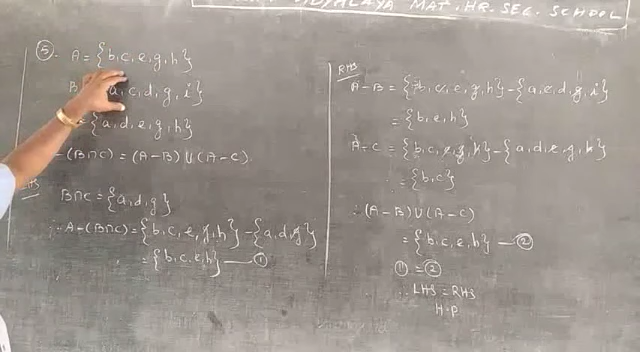 VIDYALAYA MAT. HR. SEC. SCHOOL
⑤ A = {b,c,e,g,h}
B {a,c,d,g,i}
= {a,d,e,g,h}
-(B∩C) = (A-B) ∪ (A-C)
B∩C = {a,d,g}
∴ A-(B∩C) = {b,c,e,g,h} - {a,d,g}
= {b,c,e,h} — ①
RHS
A-B = {b,c,e,g,h} - {a,c,d,g,i}
= {b,e,h}
A-C = {b,c,e,g,h} - {a,d,e,g,h}
= {b,c}
∴ (A-B) ∪ (A-C)
= {b,c,e,h} — ②
① = ②
∴ LHS = RHS
H.P